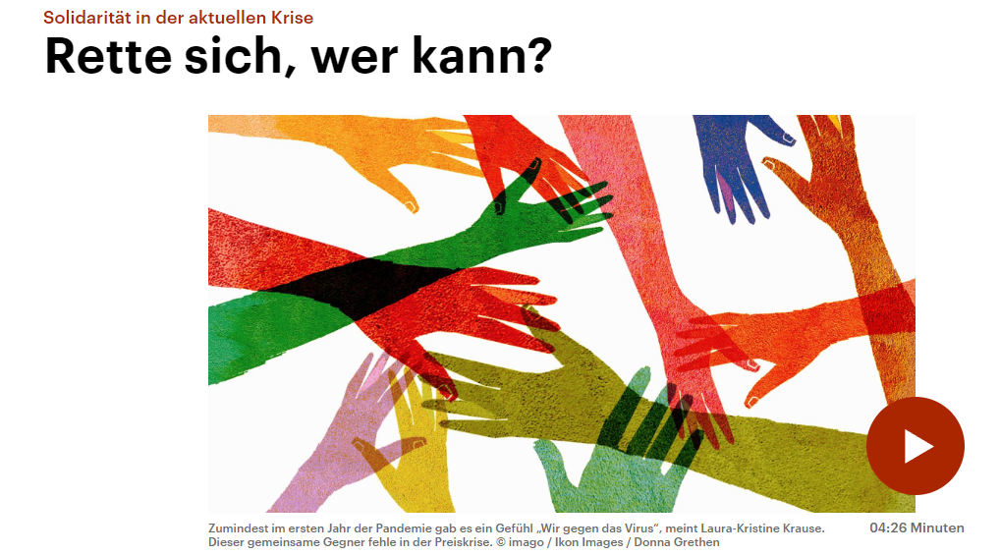 Solidarität in der aktuellen Krise
Rette sich, wer kann?
Zumindest im ersten Jahr der Pandemie gab es ein Gefühl „Wir gegen das Virus“, meint Laura-Kristine Krause.
Dieser gemeinsame Gegner fehle in der Preiskrise. © imago / Ikon Images / Donna Grethen
04:26 Minuten